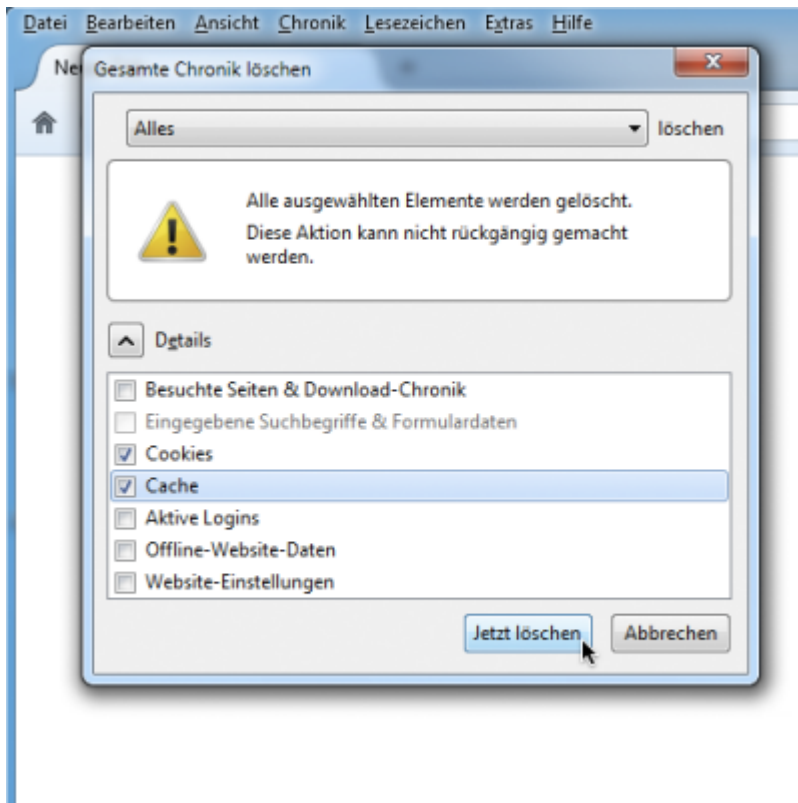 Datei Bearbeiten Ansicht Chronik Lesezeichen Extras Hilfe
Gesamte Chronik löschen
Alles löschen
Alle ausgewählten Elemente werden gelöscht.
Diese Aktion kann nicht rückgängig gemacht
werden.
Details
Besuchte Seiten & Download-Chronik
Eingegebene Suchbegriffe & Formulardaten
Cookies
Cache
Aktive Logins
Offline-Website-Daten
Website-Einstellungen
Jetzt löschen Abbrechen